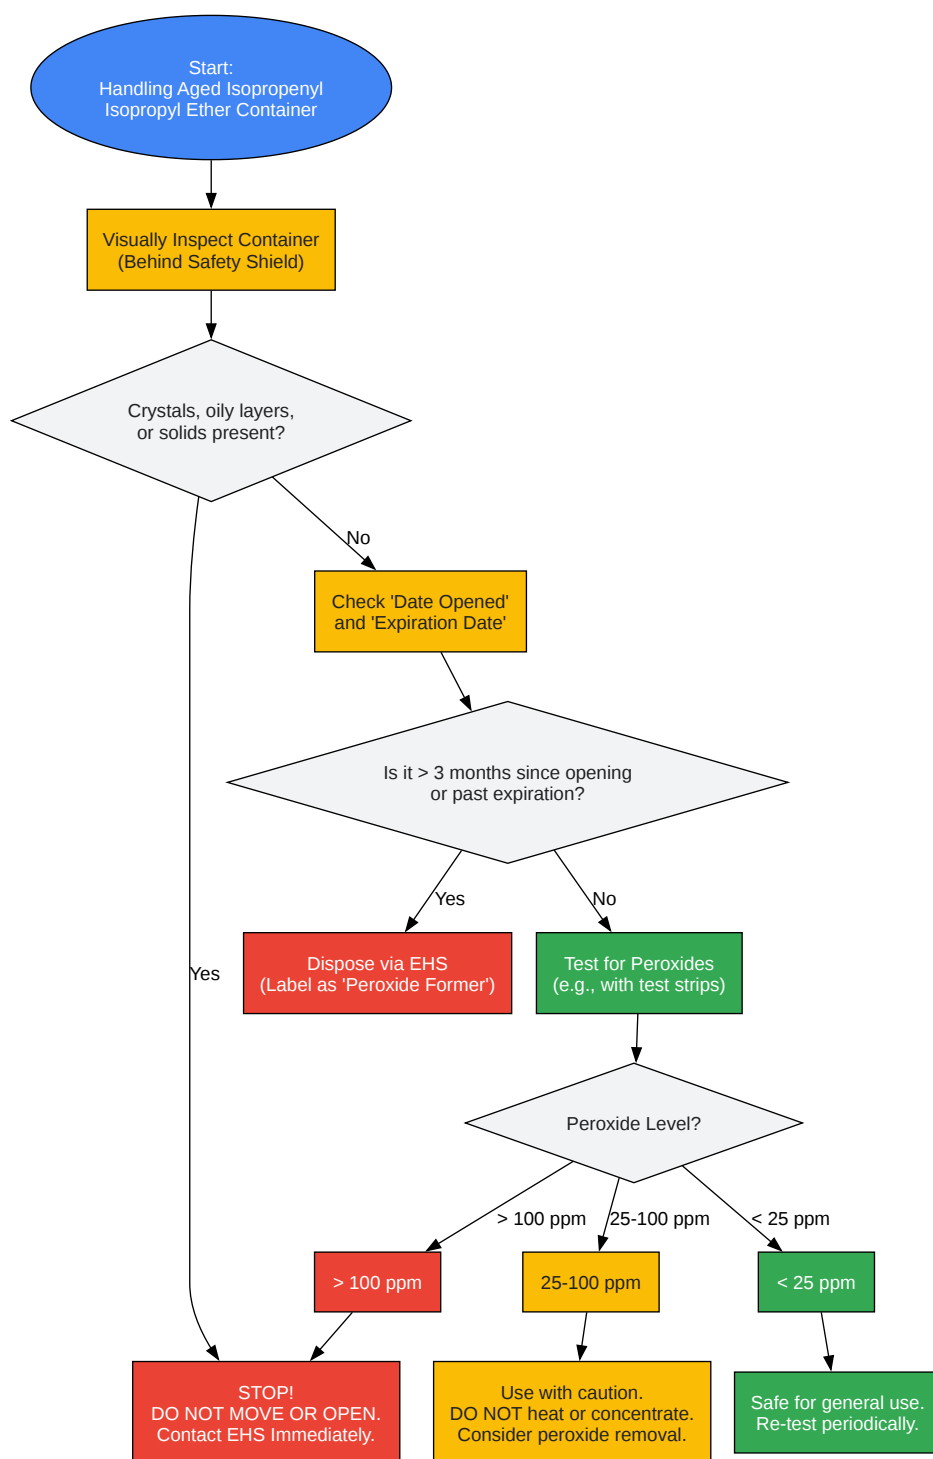 Start:
Handling Aged Isopropenyl
Isopropyl Ether Container
Visually Inspect Container
(Behind Safety Shield)
Crystals, oily layers,
or solids present?
No
Check 'Date Opened'
and 'Expiration Date'
Is it > 3 months since opening
or past expiration?
Yes
No
Dispose via EHS
(Label as 'Peroxide Former')
Test for Peroxides
(e.g., with test strips)
Yes
Peroxide Level?
> 100 ppm
25-100 ppm
< 25 ppm
> 100 ppm
25-100 ppm
< 25 ppm
STOP!
DO NOT MOVE OR OPEN.
Contact EHS Immediately.
Use with caution.
DO NOT heat or concentrate.
Consider peroxide removal.
Safe for general use.
Re-test periodically.